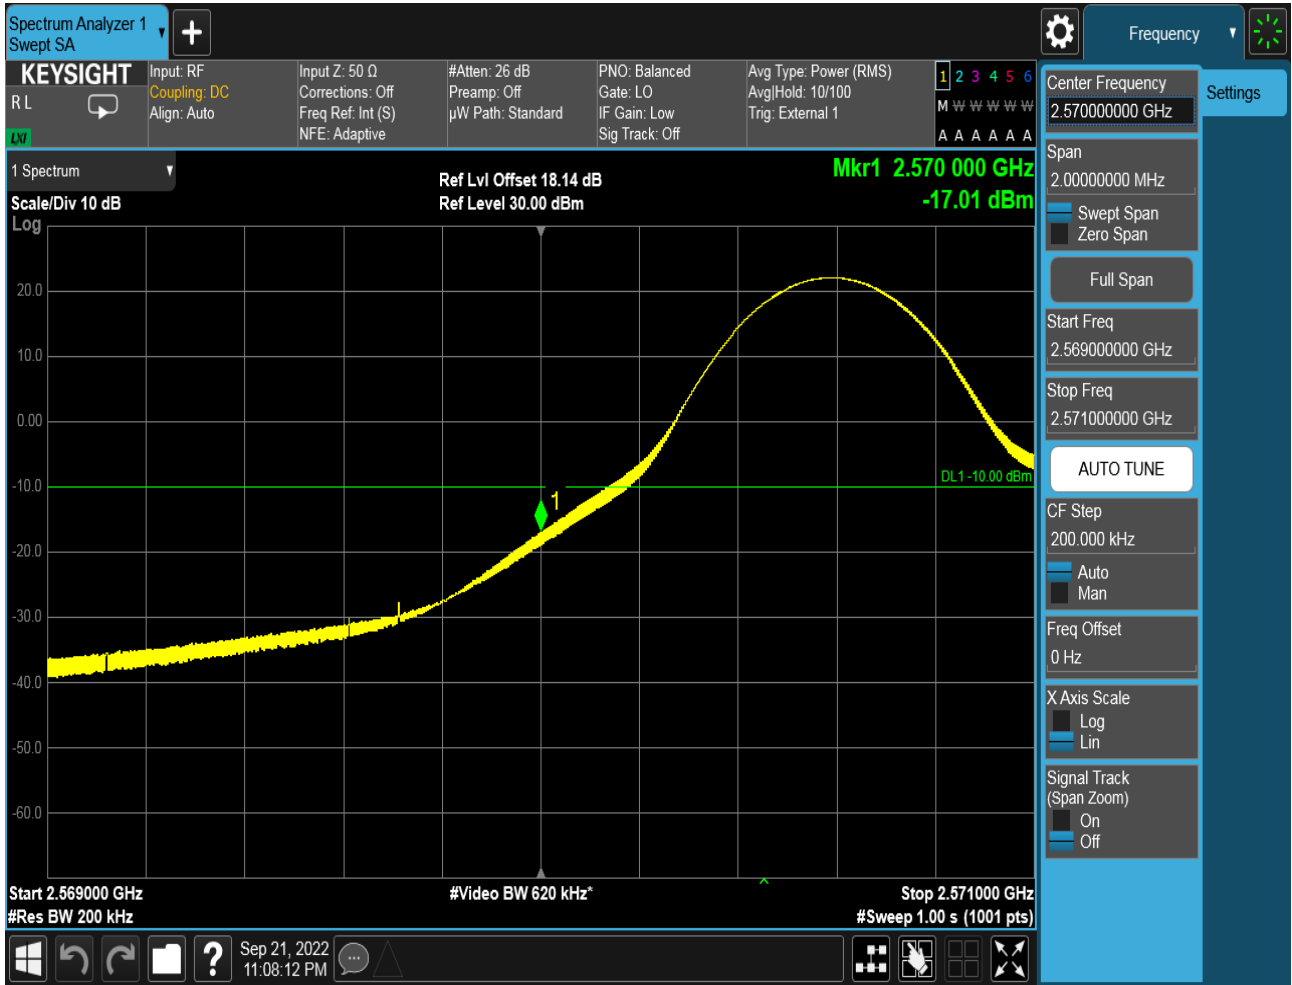 Spectrum Analyzer 1
Swept SA
Frequency
KEYSIGHT
R L
LXI
Input: RF
Coupling: DC
Align: Auto
Input Z: 50 Ω
Corrections: Off
Freq Ref: Int (S)
NFE: Adaptive
#Atten: 26 dB
Preamp: Off
µW Path: Standard
PNO: Balanced
Gate: LO
IF Gain: Low
Sig Track: Off
Avg Type: Power (RMS)
Avg|Hold: 10/100
Trig: External 1
1 2 3 4 5 6
M W W W W W
A A A A A A
1 Spectrum
Scale/Div 10 dB
Log
Ref Lvl Offset 18.14 dB
Ref Level 30.00 dBm
Mkr1 2.570 000 GHz
-17.01 dBm
20.0
10.0
0.00
-10.0
-20.0
-30.0
-40.0
-50.0
-60.0
DL1 -10.00 dBm
1
Start 2.569000 GHz
#Res BW 200 kHz
#Video BW 620 kHz*
Stop 2.571000 GHz
#Sweep 1.00 s (1001 pts)
Center Frequency
2.570000000 GHz
Settings
Span
2.00000000 MHz
Swept Span
Zero Span
Full Span
Start Freq
2.569000000 GHz
Stop Freq
2.571000000 GHz
AUTO TUNE
CF Step
200.000 kHz
Auto
Man
Freq Offset
0 Hz
X Axis Scale
Log
Lin
Signal Track
(Span Zoom)
On
Off
?
Sep 21, 2022
11:08:12 PM